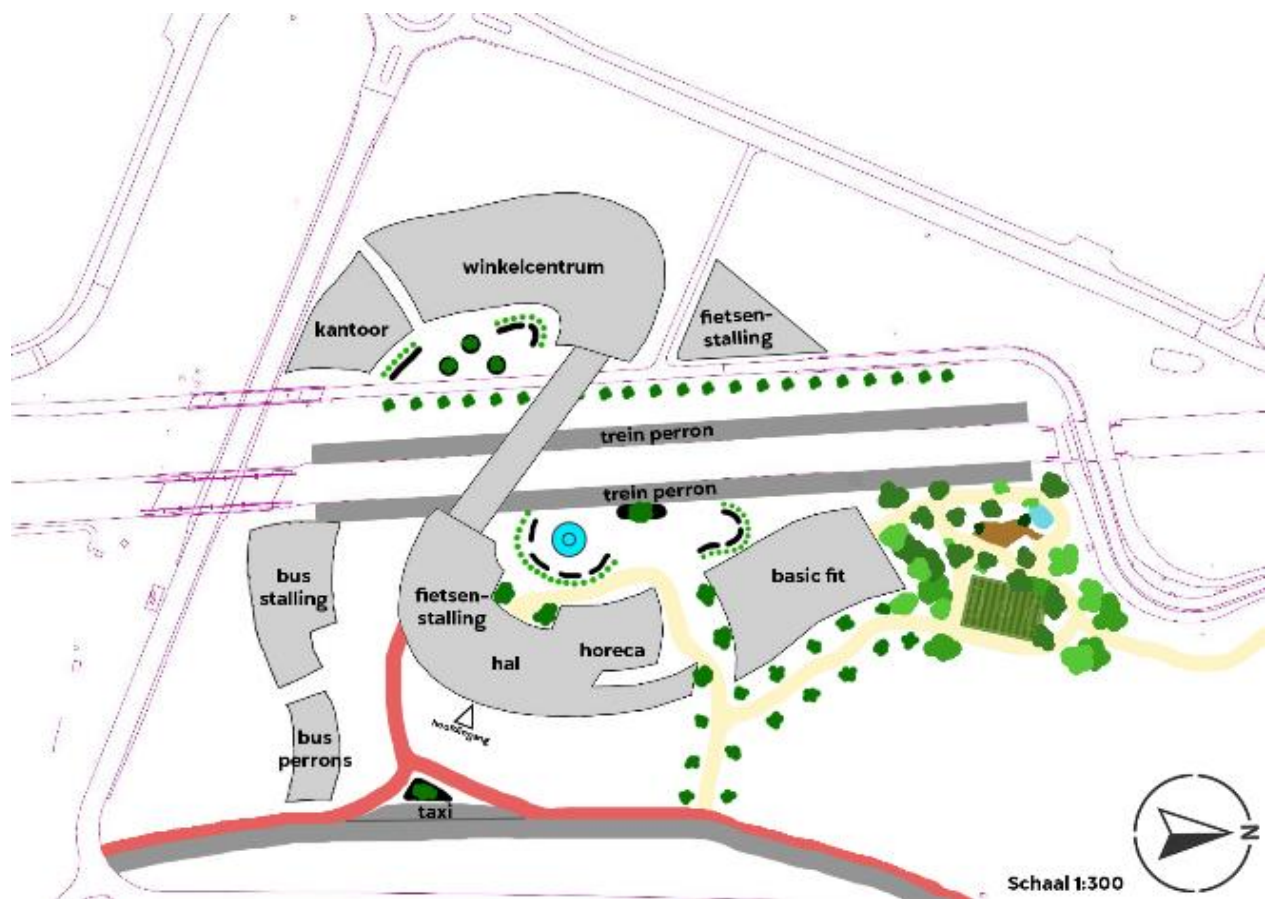 winkelcentrum
kantoor
fietsen-
stalling
trein perron
trein perron
bus
stalling
fietsen-
stalling
basic fit
hal
horeca
hoofdingang
bus
perrons
taxi
N
Schaal 1:300